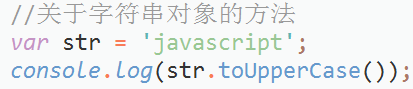 //关于字符串对象的方法
var str = 'javascript';
console.log(str.toUpperCase());